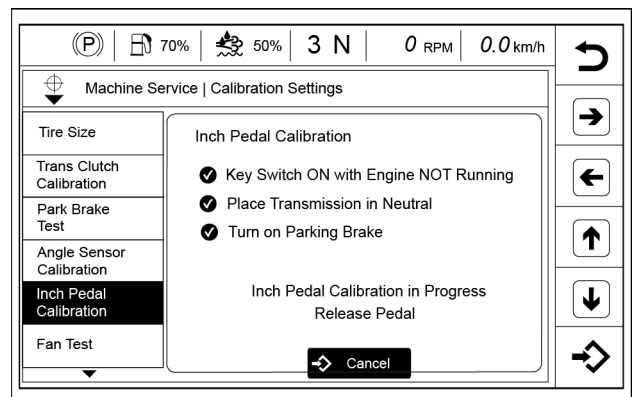 (P) 70% 50% 3 N 0 RPM 0.0 km/h
Machine Service | Calibration Settings
Tire Size
Trans Clutch
Calibration
Park Brake
Test
Angle Sensor
Calibration
Inch Pedal
Calibration
Fan Test
Inch Pedal Calibration
Key Switch ON with Engine NOT Running
Place Transmission in Neutral
Turn on Parking Brake
Inch Pedal Calibration in Progress
Release Pedal
Cancel